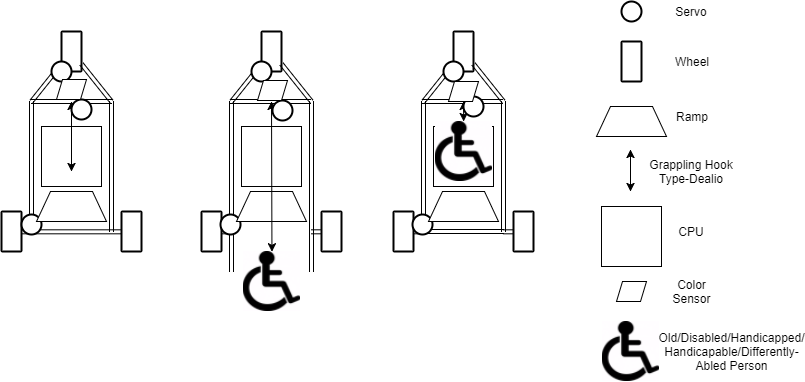 Servo
Wheel
Ramp
Grappling Hook
Type-Dealio
CPU
Color
Sensor
Old/Disabled/Handicapped/
Handicapable/Differently-
Abled Person